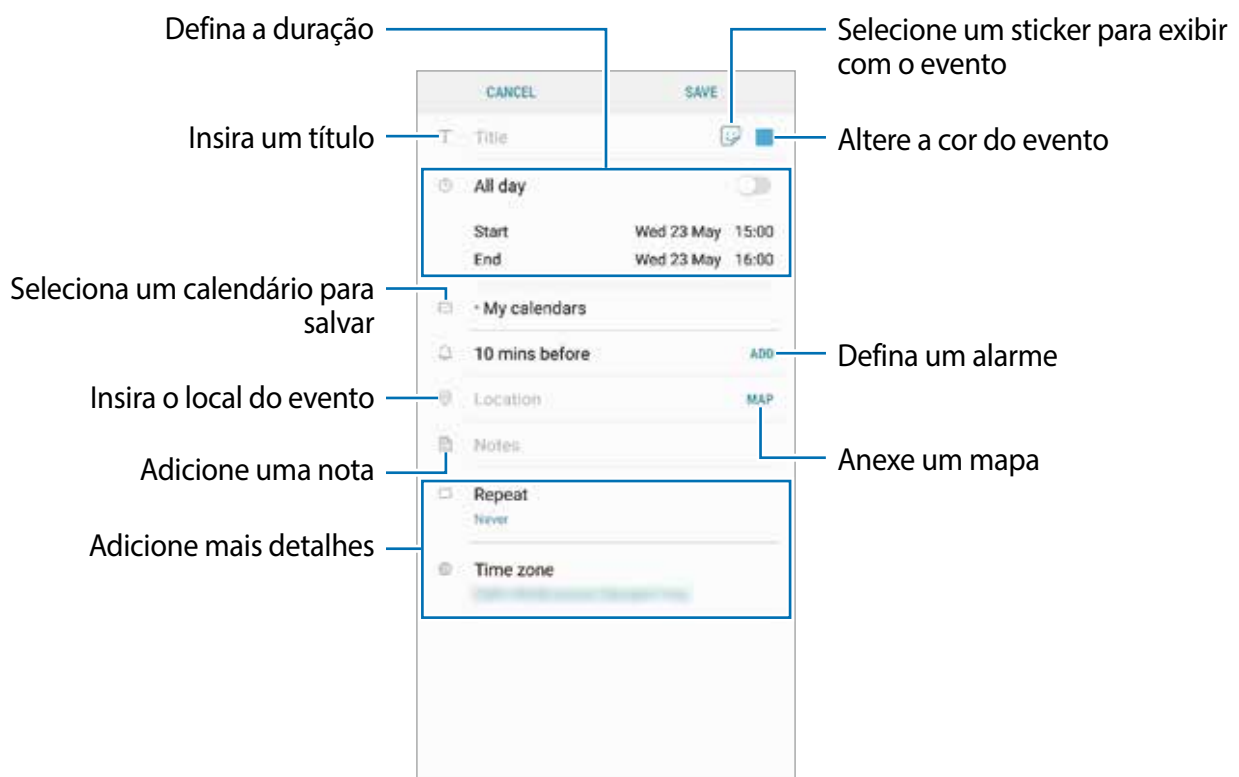 Defina a duração
Selecione um sticker para exibir
com o evento
CANCEL
SAVE
Insira um título
Title
Altere a cor do evento
All day
Start
Wed 23 May
15:00
End
Wed 23 May
16:00
Seleciona um calendário para
salvar
My calendars
10 mins before
ADD
Defina um alarme
Insira o local do evento
Location
MAP
Adicione uma nota
Notes
Anexe um mapa
Adicione mais detalhes
Repeat
Never
Time zone